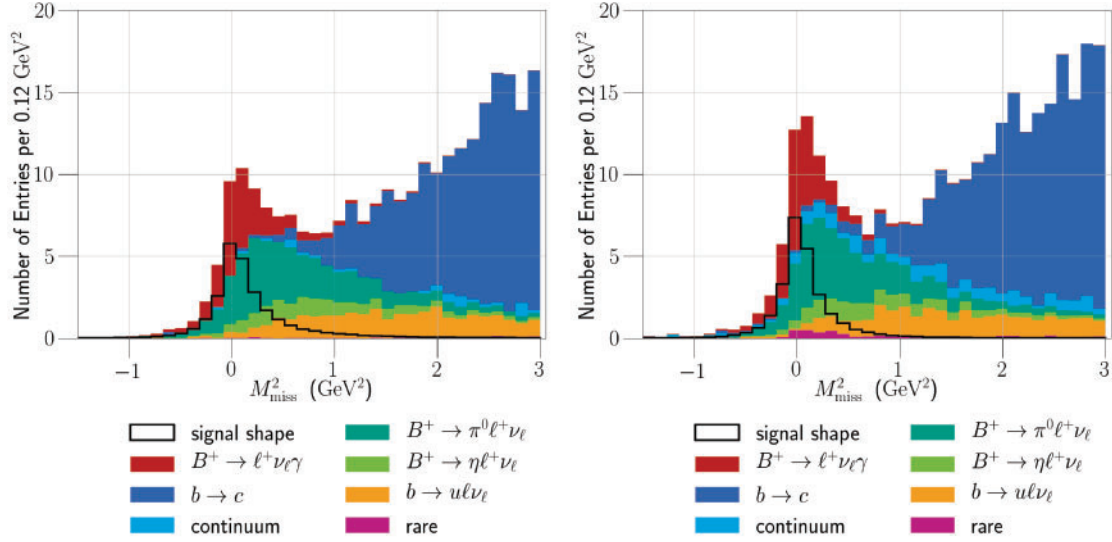 20
15
10
5
0
Number of Entries per 0.12 GeV²
−1 0 1 2 3
M²miss (GeV²)
signal shape
B⁺ → ℓ⁺νℓγ
b → c
continuum
B⁺ → π⁰ℓ⁺νℓ
B⁺ → ηℓ⁺νℓ
b → uℓνℓ
rare
20
15
10
5
0
Number of Entries per 0.12 GeV²
−1 0 1 2 3
M²miss (GeV²)
signal shape
B⁺ → ℓ⁺νℓγ
b → c
continuum
B⁺ → π⁰ℓ⁺νℓ
B⁺ → ηℓ⁺νℓ
b → uℓνℓ
rare